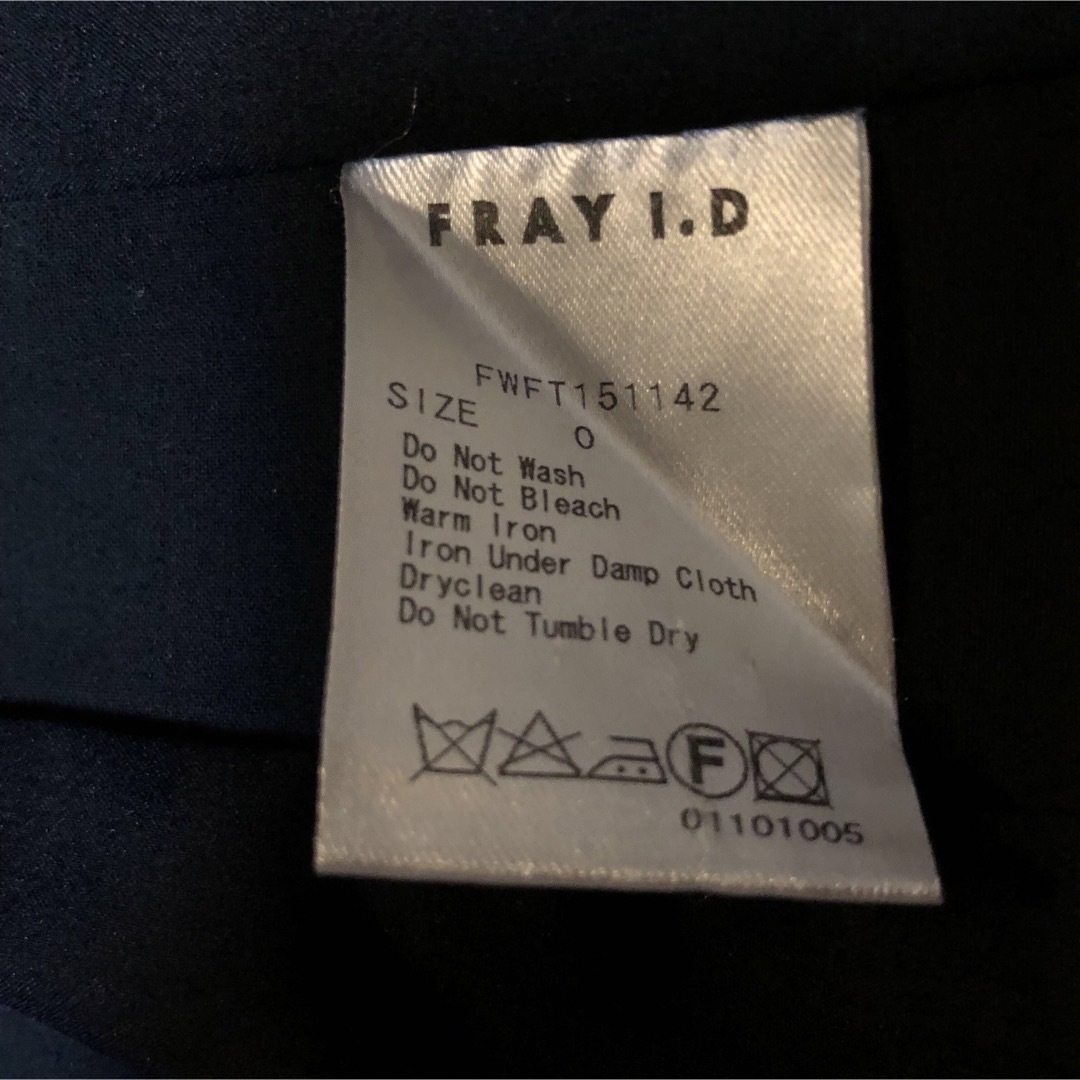 FRAY I.D
FWFT151142
SIZE 0
Do Not Wash
Do Not Bleach
Warm Iron
Iron Under Damp Cloth
Dryclean
Do Not Tumble Dry
F
01101005